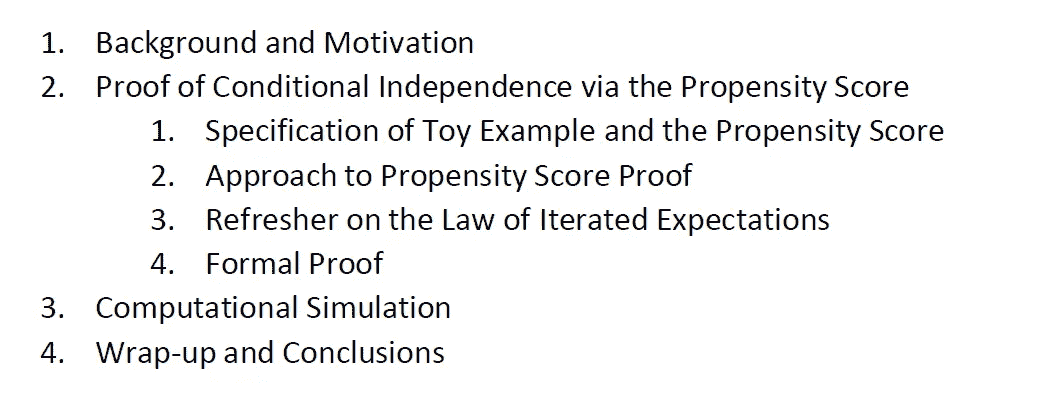 1. Background and Motivation
2. Proof of Conditional Independence via the Propensity Score
1. Specification of Toy Example and the Propensity Score
2. Approach to Propensity Score Proof
3. Refresher on the Law of Iterated Expectations
4. Formal Proof
3. Computational Simulation
4. Wrap-up and Conclusions